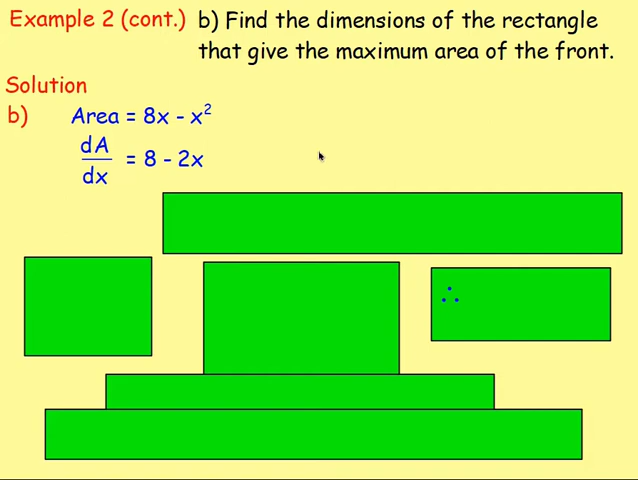 Example 2 (cont.) b) Find the dimensions of the rectangle
that give the maximum area of the front.
Solution
b) Area = 8x - x²
dA
dx
= 8 - 2x
∴